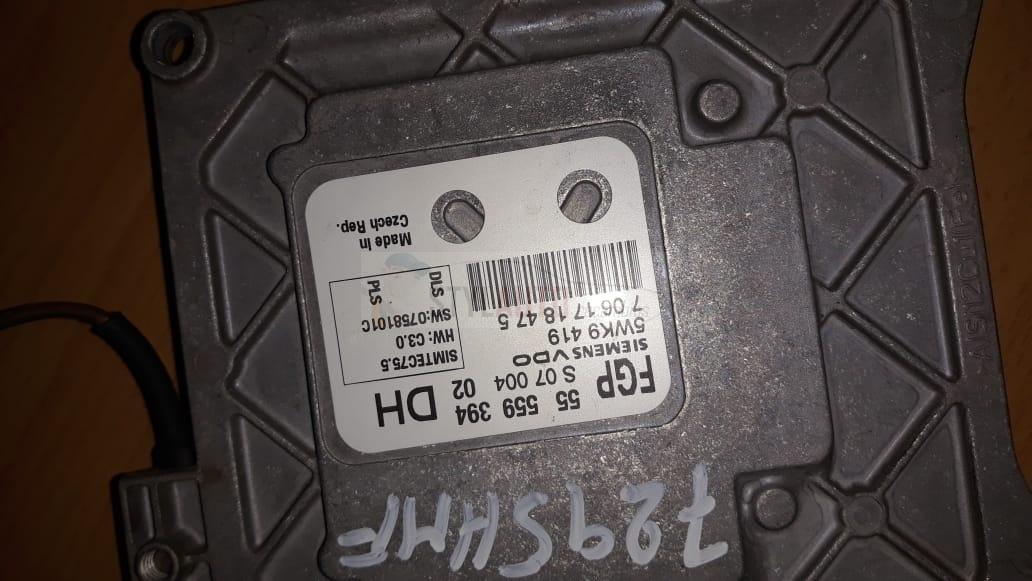 7295HMF
FGP 55 559 394 DH
S 07 004 02
SIEMENS VDO
5WK9 419
7 06 17 18 47 5
SIMTEC75.5
HW: C3.0
SW:0758101C
PLS
DLS
Made in
Czech Rep.